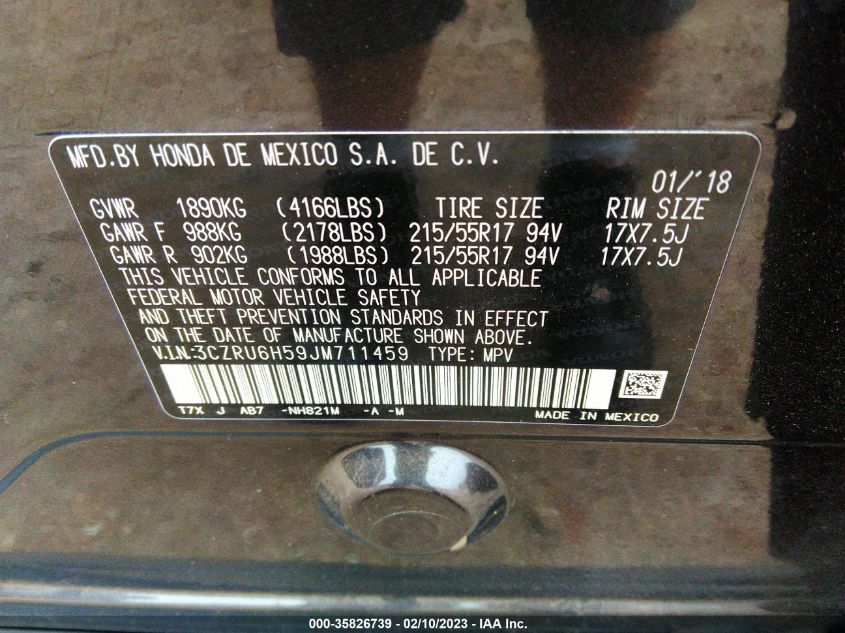 MFD.BY HONDA DE MEXICO S.A. DE C.V.
01/'18
GVWR 1890KG (4166LBS) TIRE SIZE RIM SIZE
GAWR F 988KG (2178LBS) 215/55R17 94V 17X7.5J
GAWR R 902KG (1988LBS) 215/55R17 94V 17X7.5J
THIS VEHICLE CONFORMS TO ALL APPLICABLE
FEDERAL MOTOR VEHICLE SAFETY
AND THEFT PREVENTION STANDARDS IN EFFECT
ON THE DATE OF MANUFACTURE SHOWN ABOVE.
V.I.N.:3CZRU6H59JM711459 TYPE: MPV
T7X J AB7 -NH821M -A -M
MADE IN MEXICO
000-35826739 - 02/10/2023 - IAA Inc.